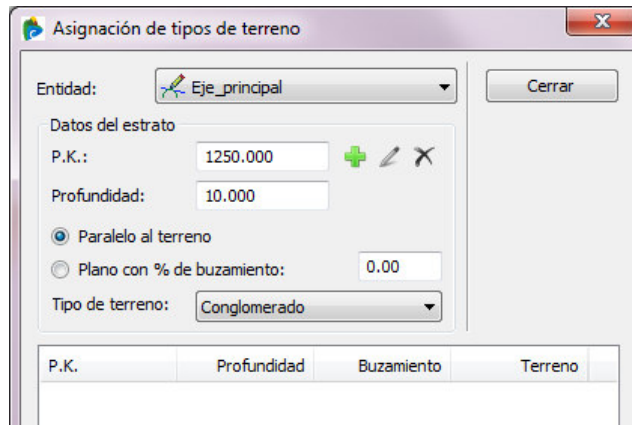 Asignación de tipos de terreno
Entidad: Eje_principal Cerrar
Datos del estrato
P.K.: 1250.000
Profundidad: 10.000
Paralelo al terreno
Plano con % de buzamiento: 0.00
Tipo de terreno: Conglomerado
P.K. Profundidad Buzamiento Terreno